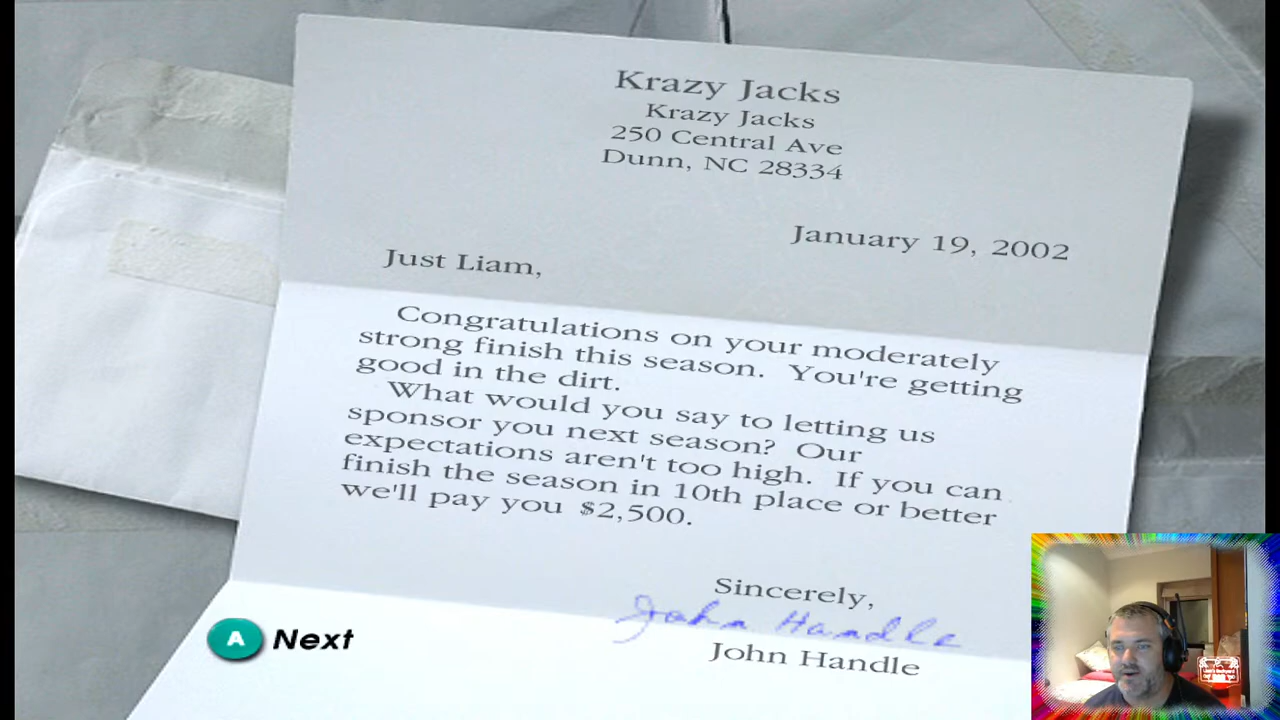 Krazy Jacks
Krazy Jacks
250 Central Ave
Dunn, NC 28334
January 19, 2002
Just Liam,
Congratulations on your moderately
strong finish this season. You're getting
good in the dirt.
What would you say to letting us
sponsor you next season? Our
expectations aren't too high. If you can
finish the season in 10th place or better
we'll pay you $2,500.
Sincerely,
John Handle
John Handle
A Next